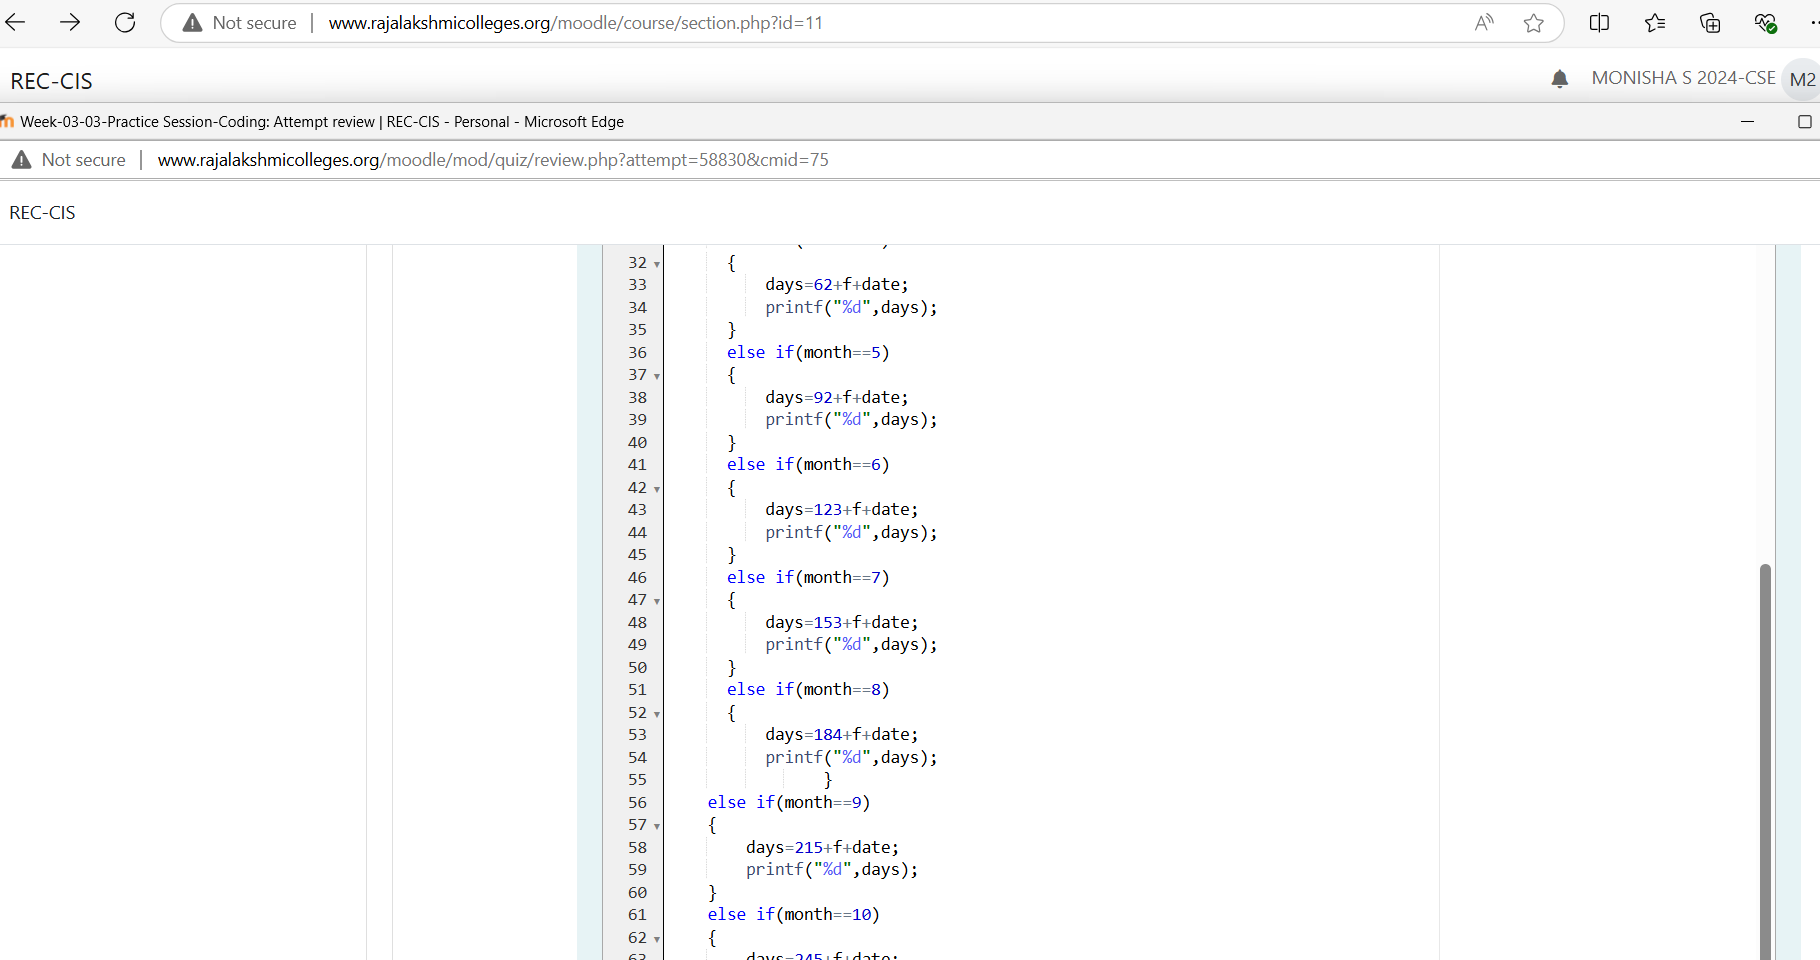 Not secure www.rajalakshmicolleges.org/moodle/course/section.php?id=11
REC-CIS
MONISHA S 2024-CSE M2
Week-03-03-Practice Session-Coding: Attempt review | REC-CIS - Personal - Microsoft Edge
Not secure www.rajalakshmicolleges.org/moodle/mod/quiz/review.php?attempt=58830&cmid=75
REC-CIS
32 {
33 days=62+f+date;
34 printf("%d",days);
35 }
36 else if(month==5)
37 {
38 days=92+f+date;
39 printf("%d",days);
40 }
41 else if(month==6)
42 {
43 days=123+f+date;
44 printf("%d",days);
45 }
46 else if(month==7)
47 {
48 days=153+f+date;
49 printf("%d",days);
50 }
51 else if(month==8)
52 {
53 days=184+f+date;
54 printf("%d",days);
55 }
56 else if(month==9)
57 {
58 days=215+f+date;
59 printf("%d",days);
60 }
61 else if(month==10)
62 {
63 days=245+f+date;